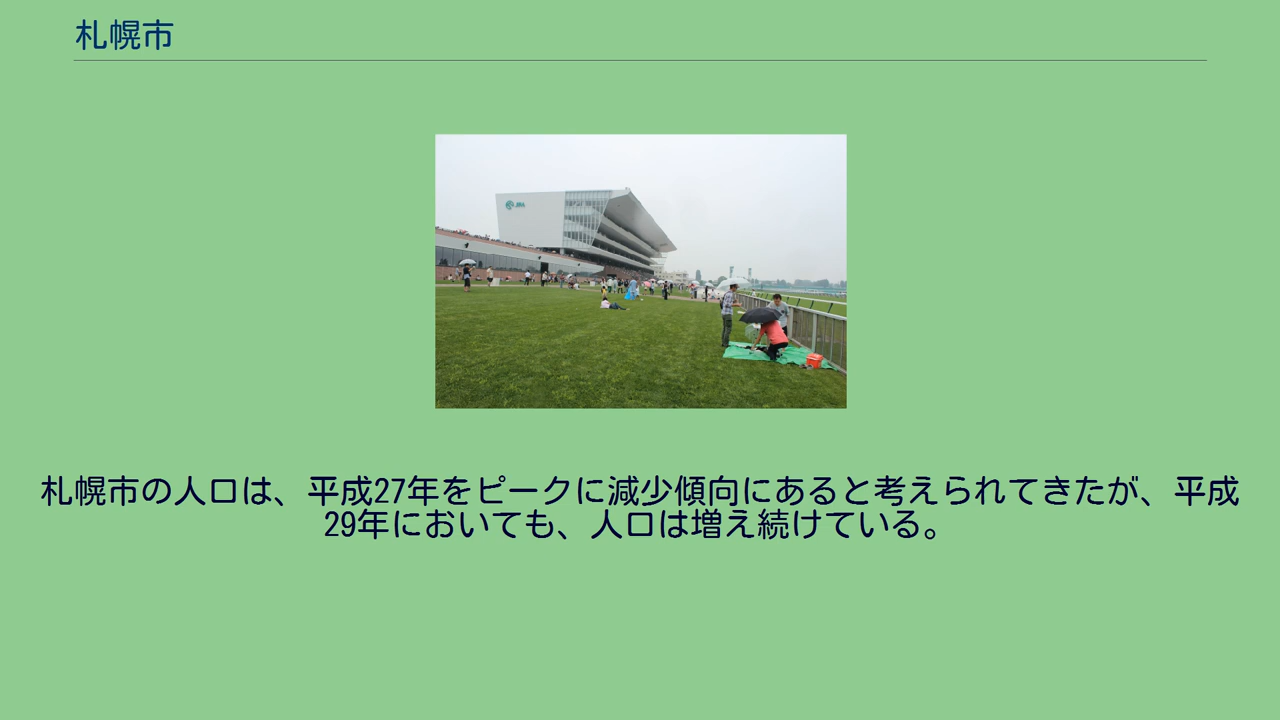 札幌市
JRA
札幌市の人口は、平成27年をピークに減少傾向にあると考えられてきたが、平成
29年においても、人口は増え続けている。